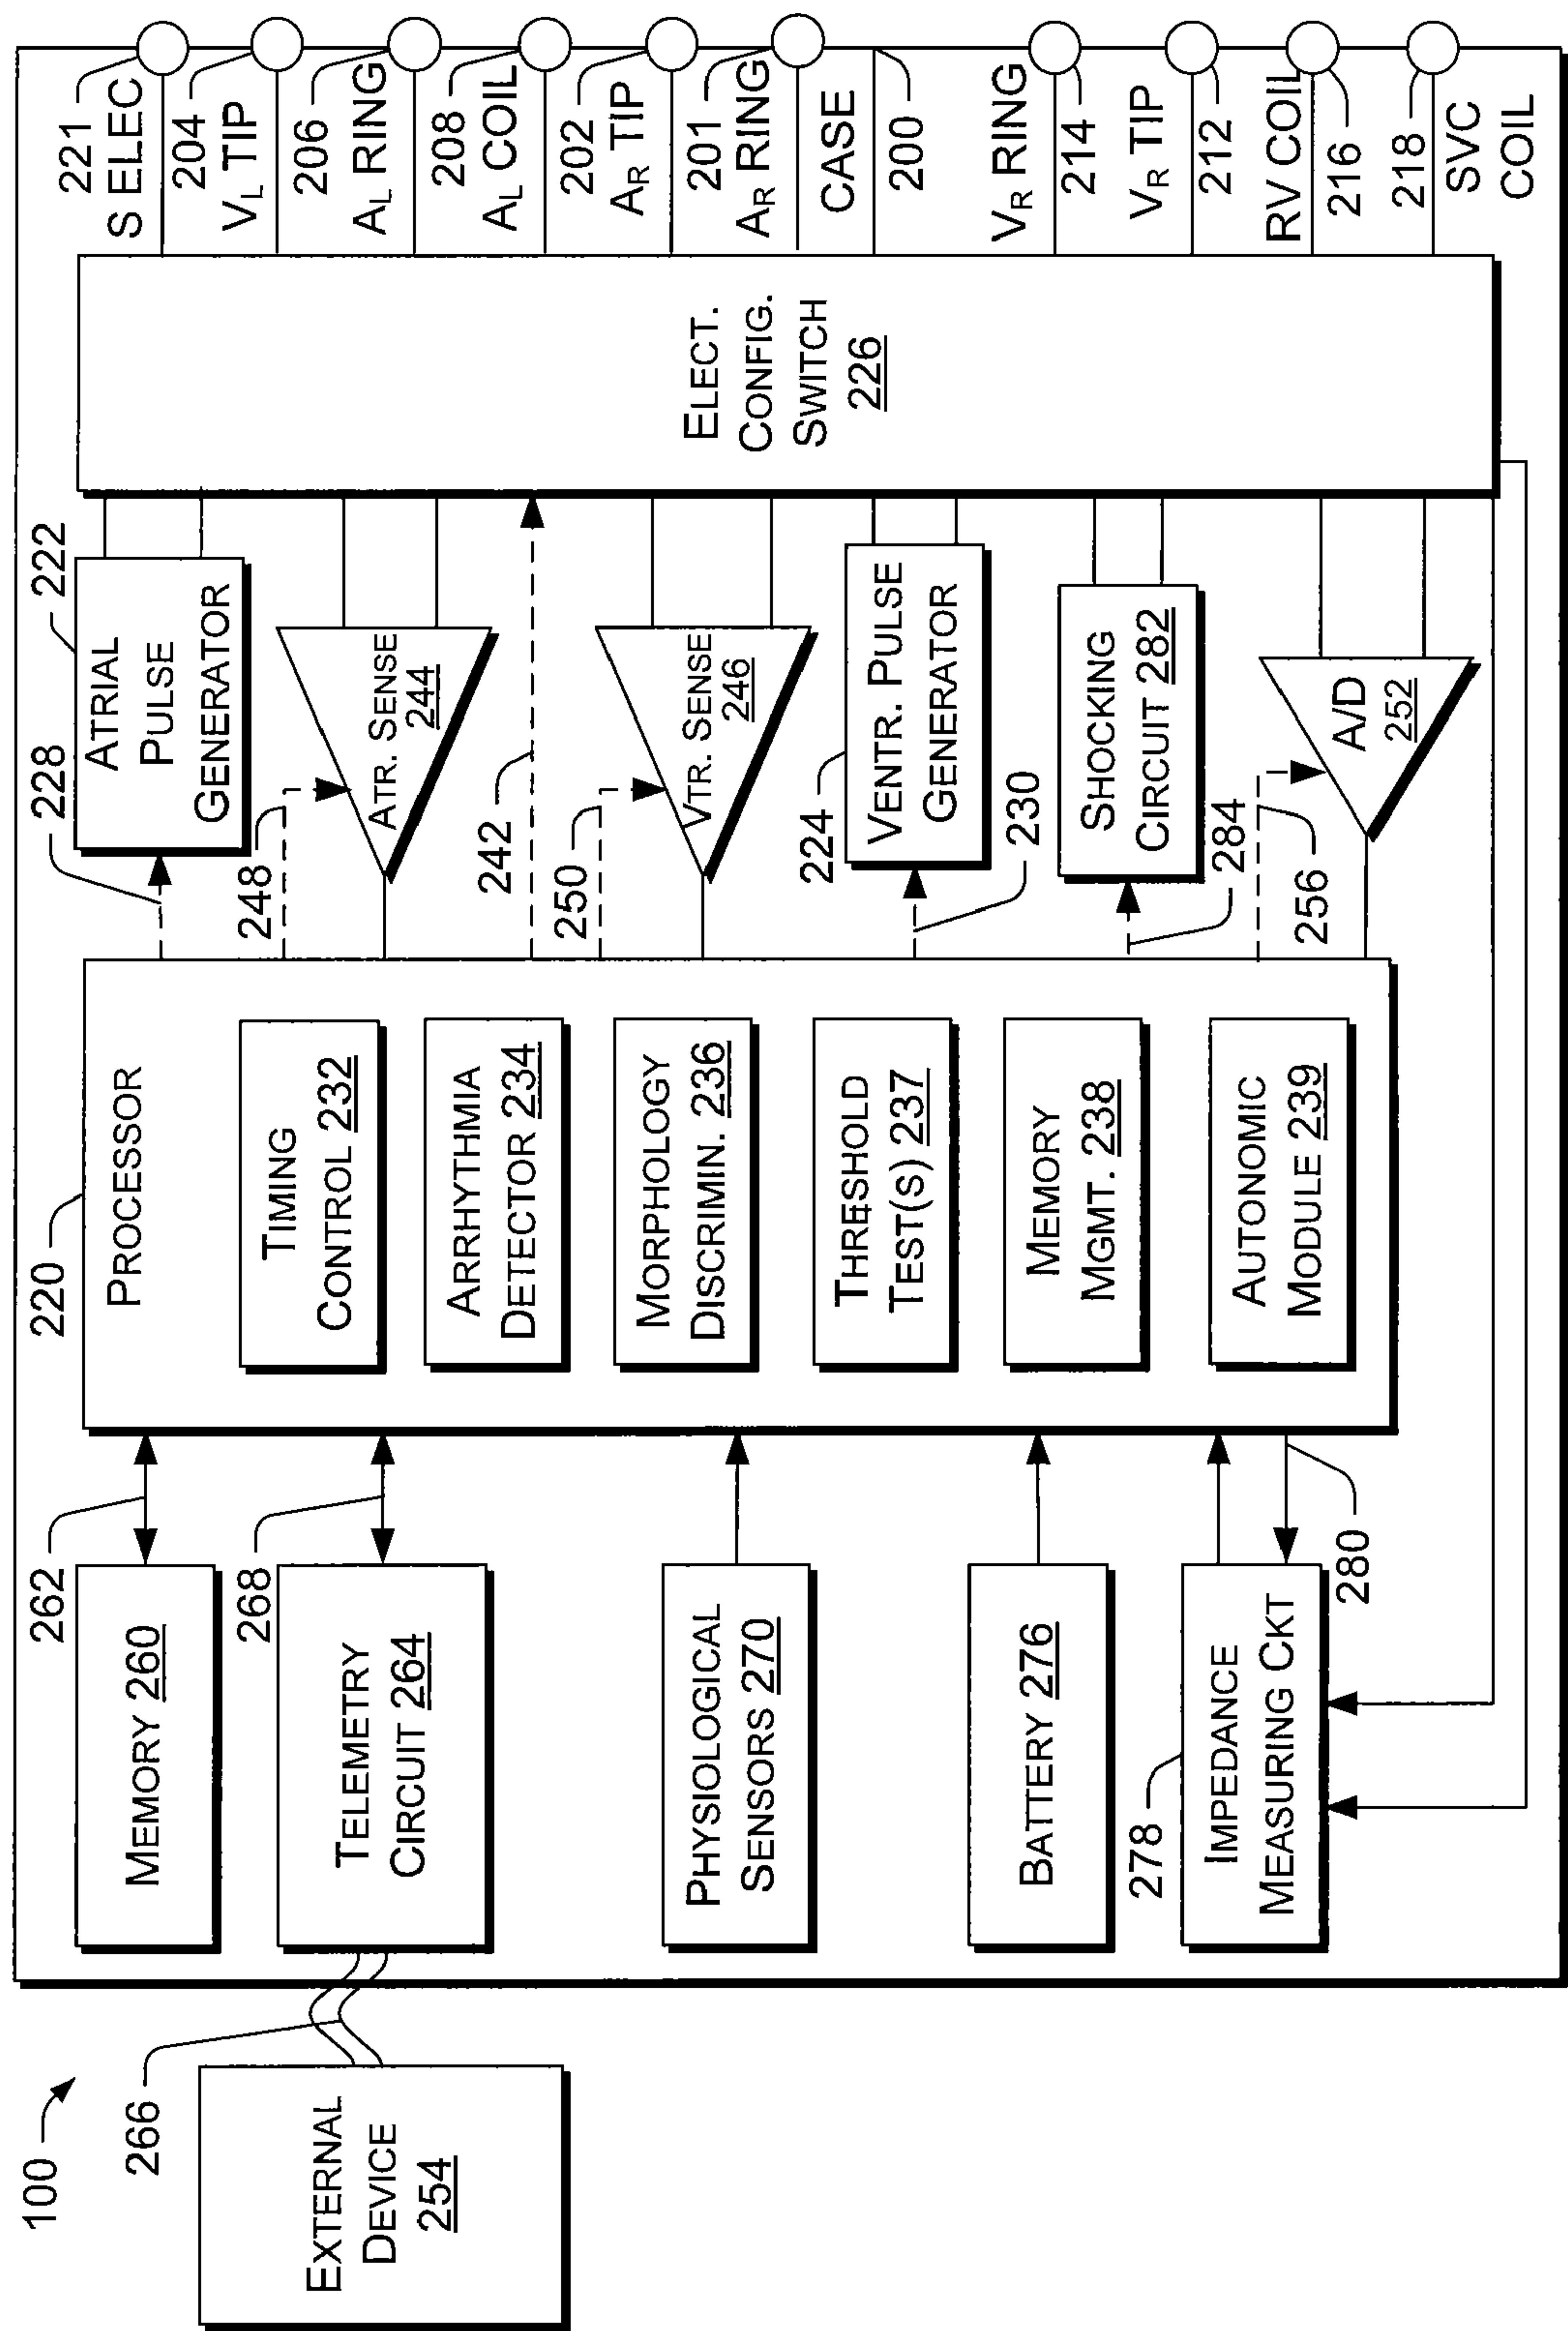 100
EXTERNAL
DEVICE
254
266
MEMORY 260
262
TELEMETRY
CIRCUIT 264
268
PHYSIOLOGICAL
SENSORS 270
BATTERY 276
278
IMPEDANCE
MEASURING CKT
280
220
PROCESSOR
TIMING
CONTROL 232
ARRHYTHMIA
DETECTOR 234
MORPHOLOGY
DISCRIMIN. 236
THRESHOLD
TEST(S) 237
MEMORY
MGMT. 238
AUTONOMIC
MODULE 239
228
222
ATRIAL
PULSE
GENERATOR
248
ATR. SENSE
244
242
250
VTR. SENSE
246
224
VENTR. PULSE
GENERATOR
230
SHOCKING
CIRCUIT 282
284
256
A/D
252
ELECT.
CONFIG.
SWITCH
226
221
S ELEC
204
V_L TIP
206
A_L RING
208
A_L COIL
202
A_R TIP
201
A_R RING
CASE
200
V_R RING
214
V_R TIP
212
RV COIL
216
218
SVC
COIL